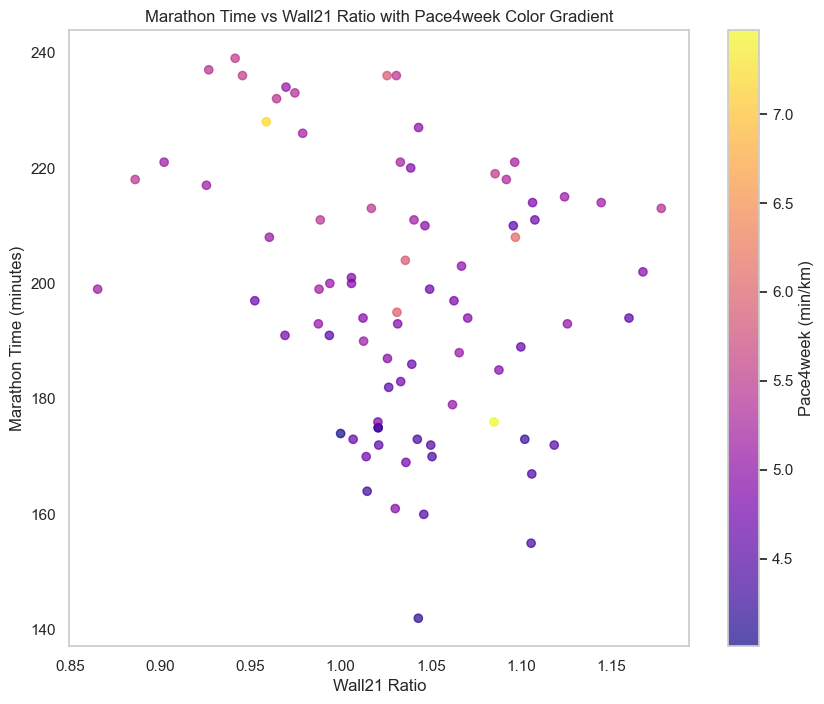 Marathon Time vs Wall21 Ratio with Pace4week Color Gradient
240
220
200
180
160
140
Marathon Time (minutes)
0.85 0.90 0.95 1.00 1.05 1.10 1.15
Wall21 Ratio
7.0
6.5
6.0
5.5
5.0
4.5
Pace4week (min/km)